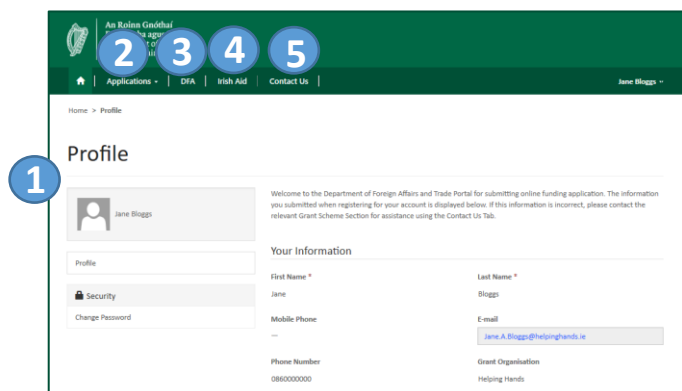 An Roinn Gnóthaí
2 3 4 5
Applications
DFA
Irish Aid
Contact Us
Jane Bloggs
Home > Profile
Profile
1
Jane Bloggs
Welcome to the Department of Foreign Affairs and Trade Portal for submitting online funding application. The information
you submitted when registering for your account is displayed below. If this information is incorrect, please contact the
relevant Grant Scheme Section for assistance using the Contact Us Tab.
Profile
Security
Change Password
Your Information
First Name *
Last Name *
Jane
Bloggs
Mobile Phone
E-mail
—
Jane.A.Bloggs@helpinghands.ie
Phone Number
Grant Organisation
0860000000
Helping Hands